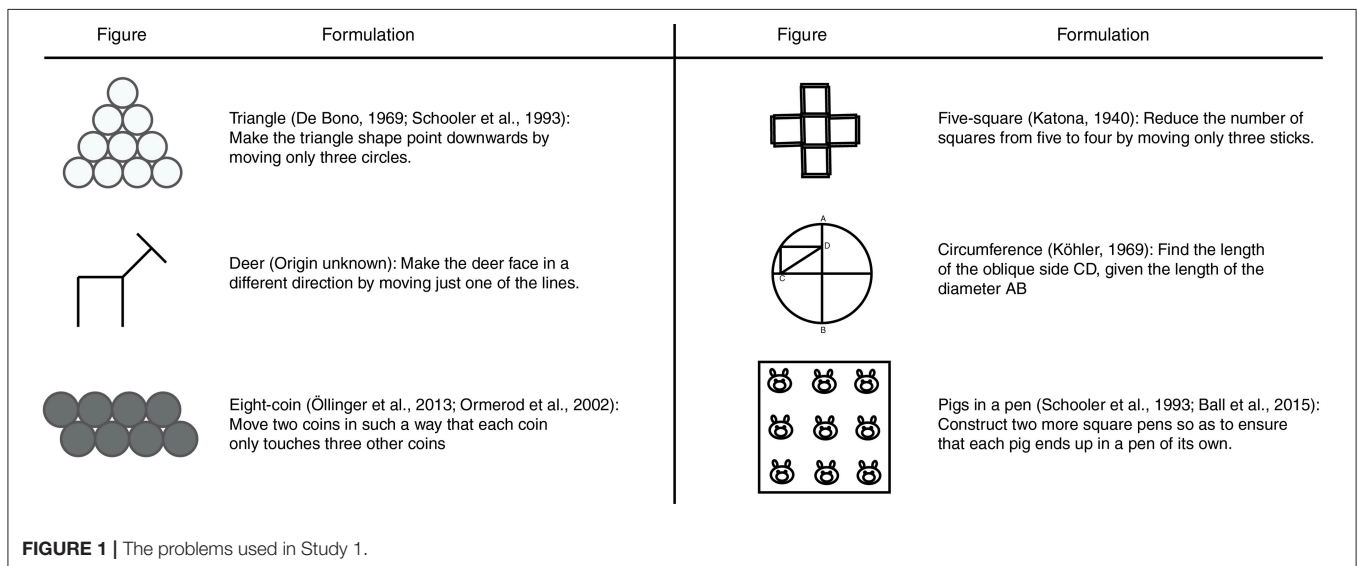 Figure Formulation
Triangle (De Bono, 1969; Schooler et al., 1993):
Make the triangle shape point downwards by
moving only three circles.
Deer (Origin unknown): Make the deer face in a
different direction by moving just one of the lines.
Eight-coin (Öllinger et al., 2013; Ormerod et al., 2002):
Move two coins in such a way that each coin
only touches three other coins
Figure Formulation
Five-square (Katona, 1940): Reduce the number of
squares from five to four by moving only three sticks.
A
D
C
B
Circumference (Köhler, 1969): Find the length
of the oblique side CD, given the length of the
diameter AB
Pigs in a pen (Schooler et al., 1993; Ball et al., 2015):
Construct two more square pens so as to ensure
that each pig ends up in a pen of its own.
FIGURE 1 | The problems used in Study 1.